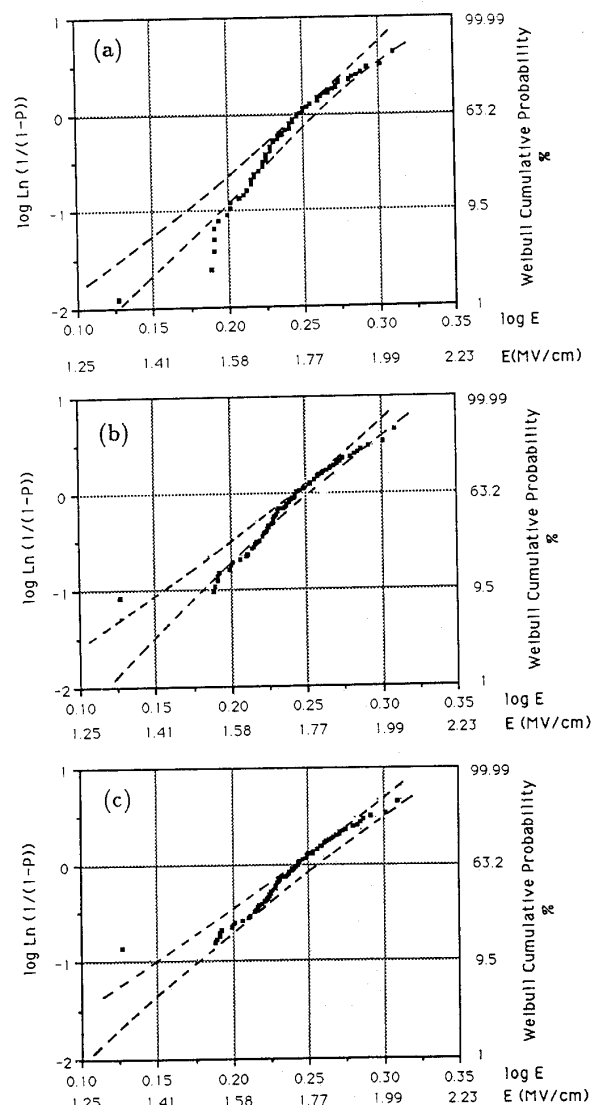 (a)
log Ln (1/(1-P))
1
0
-1
-2
99.99
63.2
9.5
1
Weibull Cumulative Probability
%
0.10 0.15 0.20 0.25 0.30 0.35 log E
1.25 1.41 1.58 1.77 1.99 2.23 E(MV/cm)
(b)
log Ln (1/(1-P))
1
0
-1
-2
99.99
63.2
9.5
1
Weibull Cumulative Probability
%
0.10 0.15 0.20 0.25 0.30 0.35
log E
1.25 1.41 1.58 1.77 1.99 2.23 E (MV/cm)
(c)
log Ln (1/(1-P))
1
0
-1
-2
99.99
63.2
9.5
1
Weibull Cumulative Probability
%
0.10 0.15 0.20 0.25 0.30 0.35 log E
1.25 1.41 1.58 1.77 1.99 2.23 E (MV/cm)